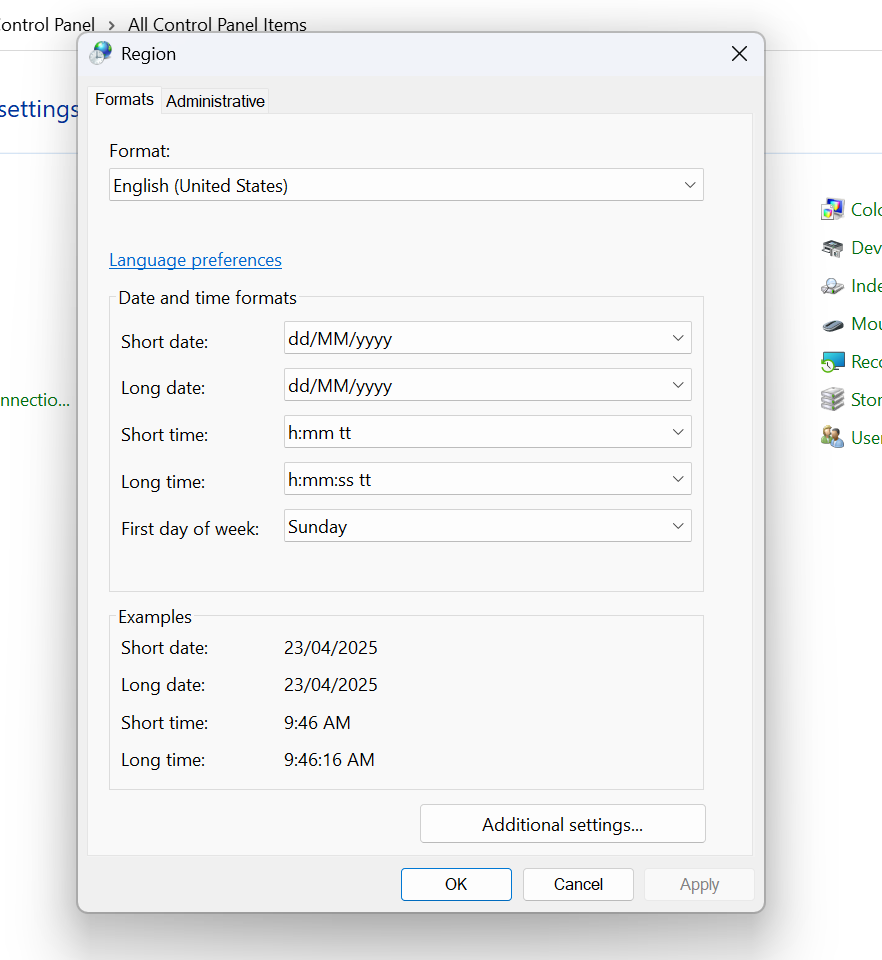 ontrol Panel > All Control Panel Items
Region
settings
Formats Administrative
Format:
English (United States)
Language preferences
Date and time formats
Short date: dd/MM/yyyy
Long date: dd/MM/yyyy
Short time: h:mm tt
Long time: h:mm:ss tt
First day of week: Sunday
Examples
Short date: 23/04/2025
Long date: 23/04/2025
Short time: 9:46 AM
Long time: 9:46:16 AM
Additional settings...
OK Cancel Apply
nnectio...
Colo
Dev
Inde
Mou
Reco
Stor
User